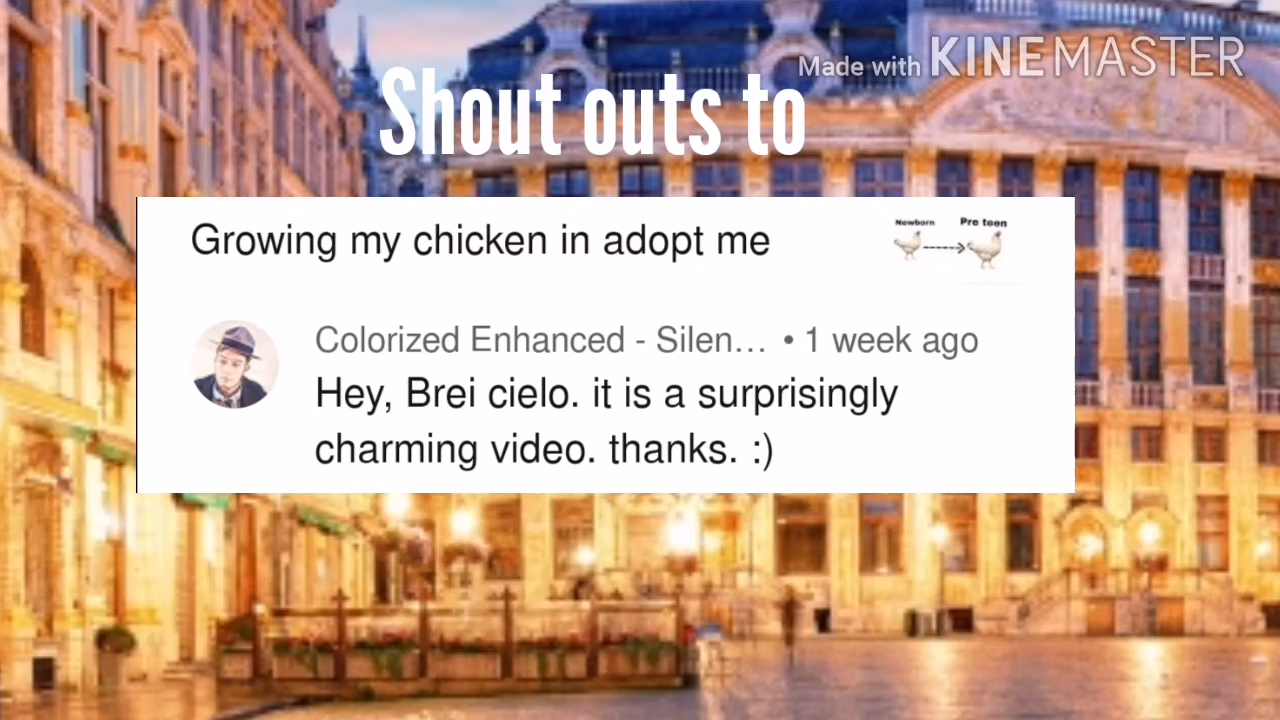 Made with KINEMASTER
Shout outs to
Growing my chicken in adopt me
Newborn
Pre teen
Colorized Enhanced - Silen... • 1 week ago
Hey, Brei cielo. it is a surprisingly
charming video. thanks. :)